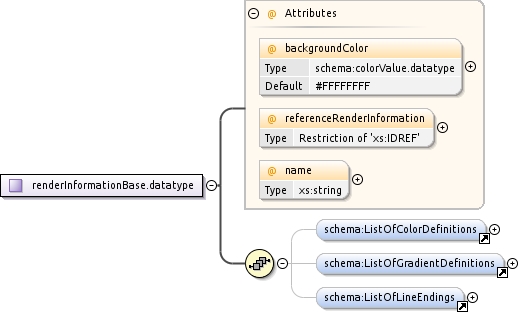 @ Attributes
@ backgroundColor
Type schema:colorValue.datatype
Default #FFFFFFFF
@ referenceRenderInformation
Type Restriction of 'xs:IDREF'
@ name
Type xs:string
renderInformationBase.datatype
schema:ListOfColorDefinitions
schema:ListOfGradientDefinitions
schema:ListOfLineEndings